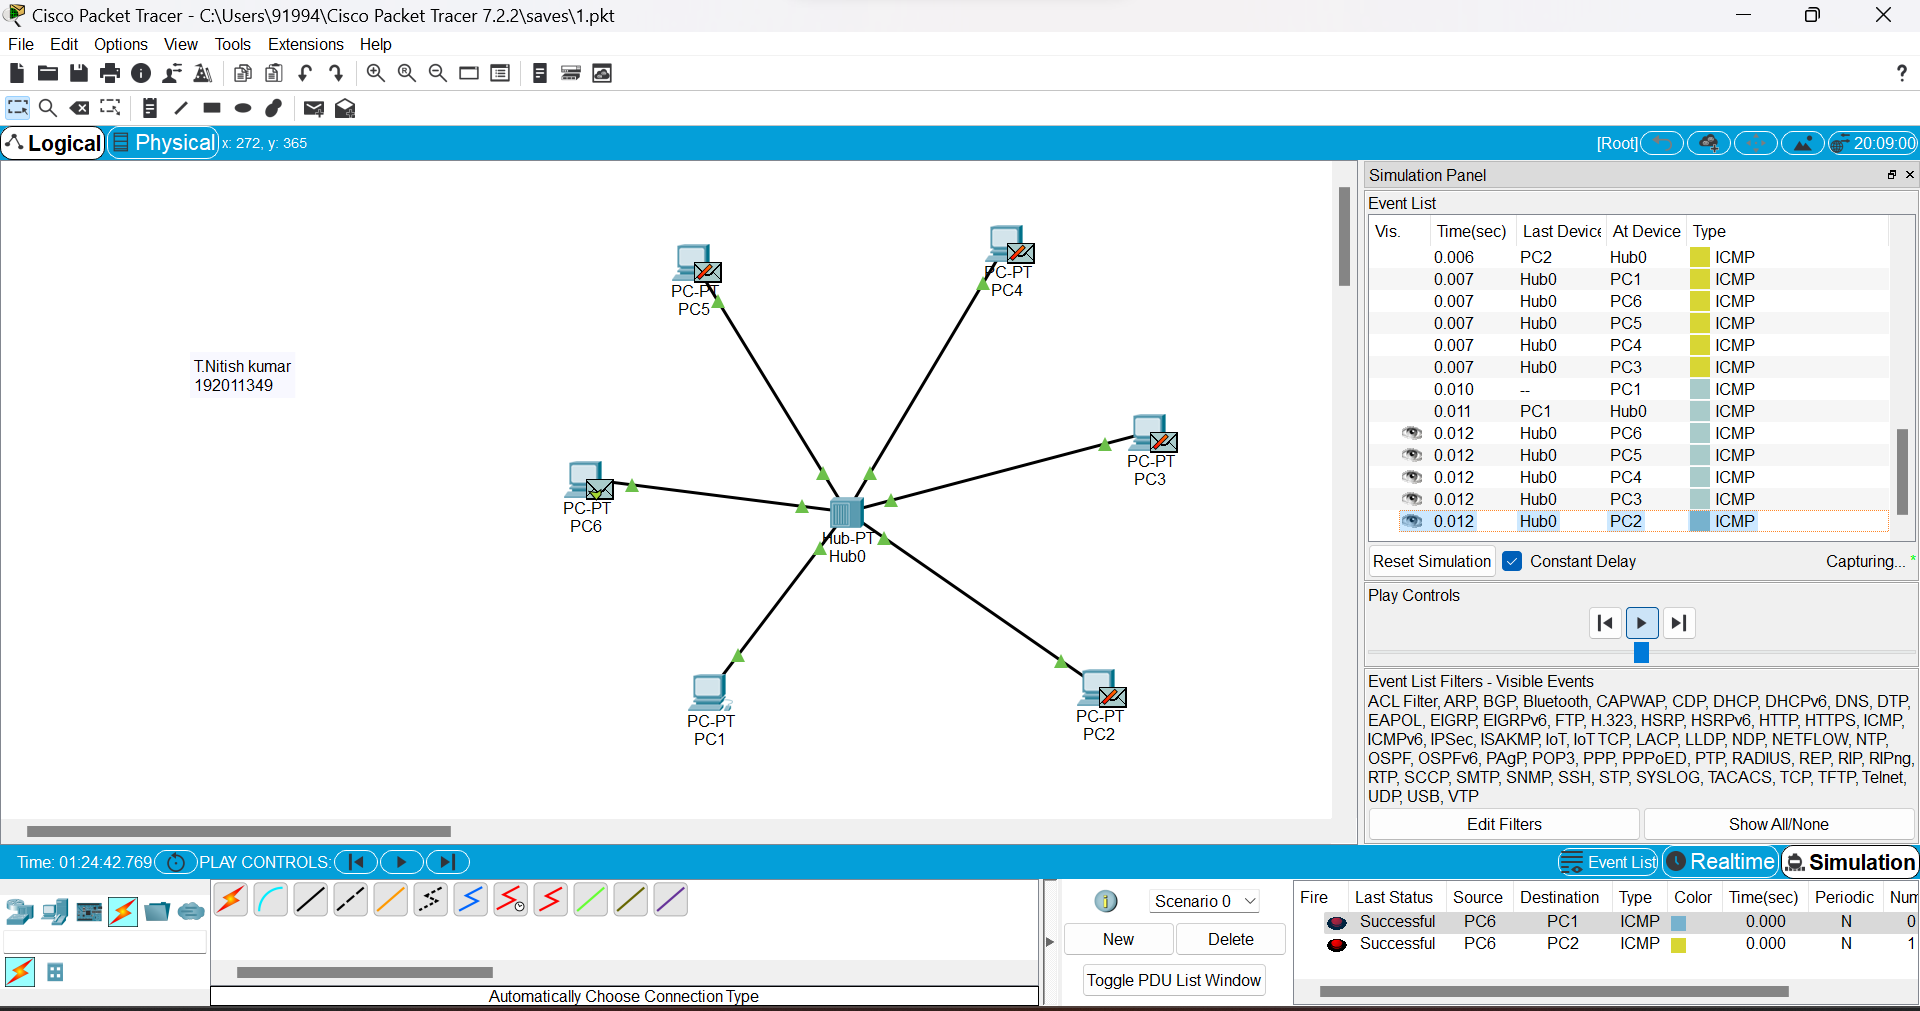 Cisco Packet Tracer - C:\Users\91994\Cisco Packet Tracer 7.2.2\saves\1.pkt
File Edit Options View Tools Extensions Help
?
Logical Physical x: 272, y: 365 [Root] 20:09:00
Simulation Panel
Event List
Vis. Time(sec) Last Device At Device Type
0.006 PC2 Hub0 ICMP
0.007 Hub0 PC1 ICMP
0.007 Hub0 PC6 ICMP
0.007 Hub0 PC5 ICMP
0.007 Hub0 PC4 ICMP
0.007 Hub0 PC3 ICMP
0.010 -- PC1 ICMP
0.011 PC1 Hub0 ICMP
0.012 Hub0 PC6 ICMP
0.012 Hub0 PC5 ICMP
0.012 Hub0 PC4 ICMP
0.012 Hub0 PC3 ICMP
0.012 Hub0 PC2 ICMP
Reset Simulation Constant Delay Capturing... *
Play Controls
Event List Filters - Visible Events
ACL Filter, ARP, BGP, Bluetooth, CAPWAP, CDP, DHCP, DHCPv6, DNS, DTP,
EAPOL, EIGRP, EIGRPv6, FTP, H.323, HSRP, HSRPv6, HTTP, HTTPS, ICMP,
ICMPv6, IPSec, ISAKMP, IoT, IoT TCP, LACP, LLDP, NDP, NETFLOW, NTP,
OSPF, OSPFv6, PAgP, POP3, PPP, PPPoED, PTP, RADIUS, REP, RIP, RIPng,
RTP, SCCP, SMTP, SNMP, SSH, STP, SYSLOG, TACACS, TCP, TFTP, Telnet,
UDP, USB, VTP
Edit Filters Show All/None
PC-PT
PC5
PC-PT
PC4
T.Nitish kumar
192011349
PC-PT
PC3
PC-PT
PC6
Hub-PT
Hub0
PC-PT
PC1
PC-PT
PC2
Time: 01:24:42.769 PLAY CONTROLS: Event List Realtime Simulation
Automatically Choose Connection Type
Scenario 0
New Delete
Toggle PDU List Window
Fire Last Status Source Destination Type Color Time(sec) Periodic Num
Successful PC6 PC1 ICMP 0.000 N 0
Successful PC6 PC2 ICMP 0.000 N 1